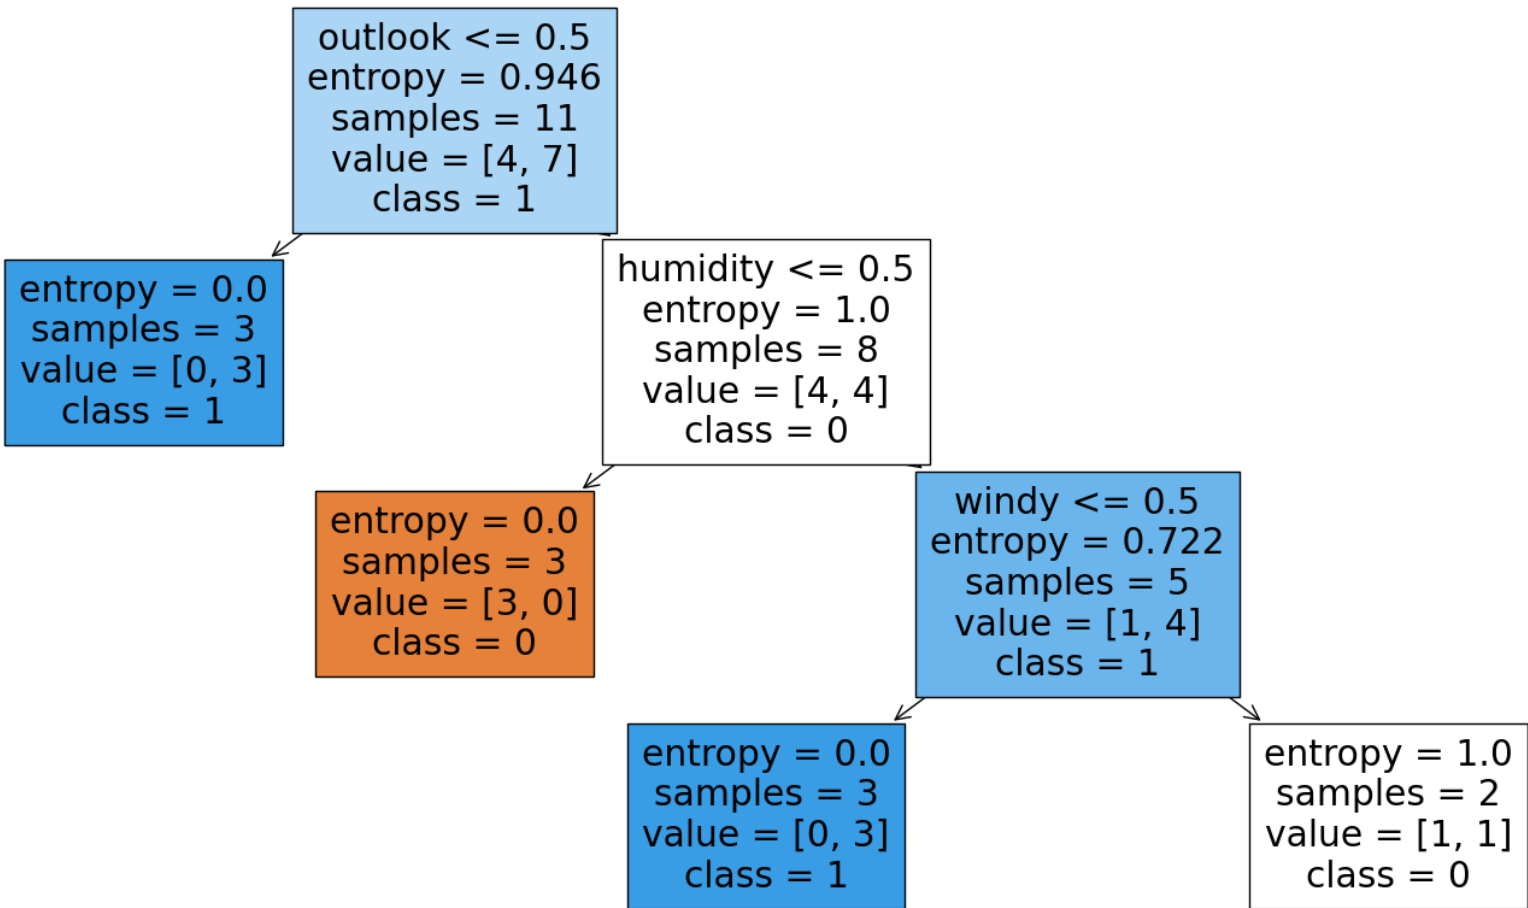 outlook <= 0.5
entropy = 0.946
samples = 11
value = [4, 7]
class = 1
entropy = 0.0
samples = 3
value = [0, 3]
class = 1
humidity <= 0.5
entropy = 1.0
samples = 8
value = [4, 4]
class = 0
entropy = 0.0
samples = 3
value = [3, 0]
class = 0
windy <= 0.5
entropy = 0.722
samples = 5
value = [1, 4]
class = 1
entropy = 0.0
samples = 3
value = [0, 3]
class = 1
entropy = 1.0
samples = 2
value = [1, 1]
class = 0